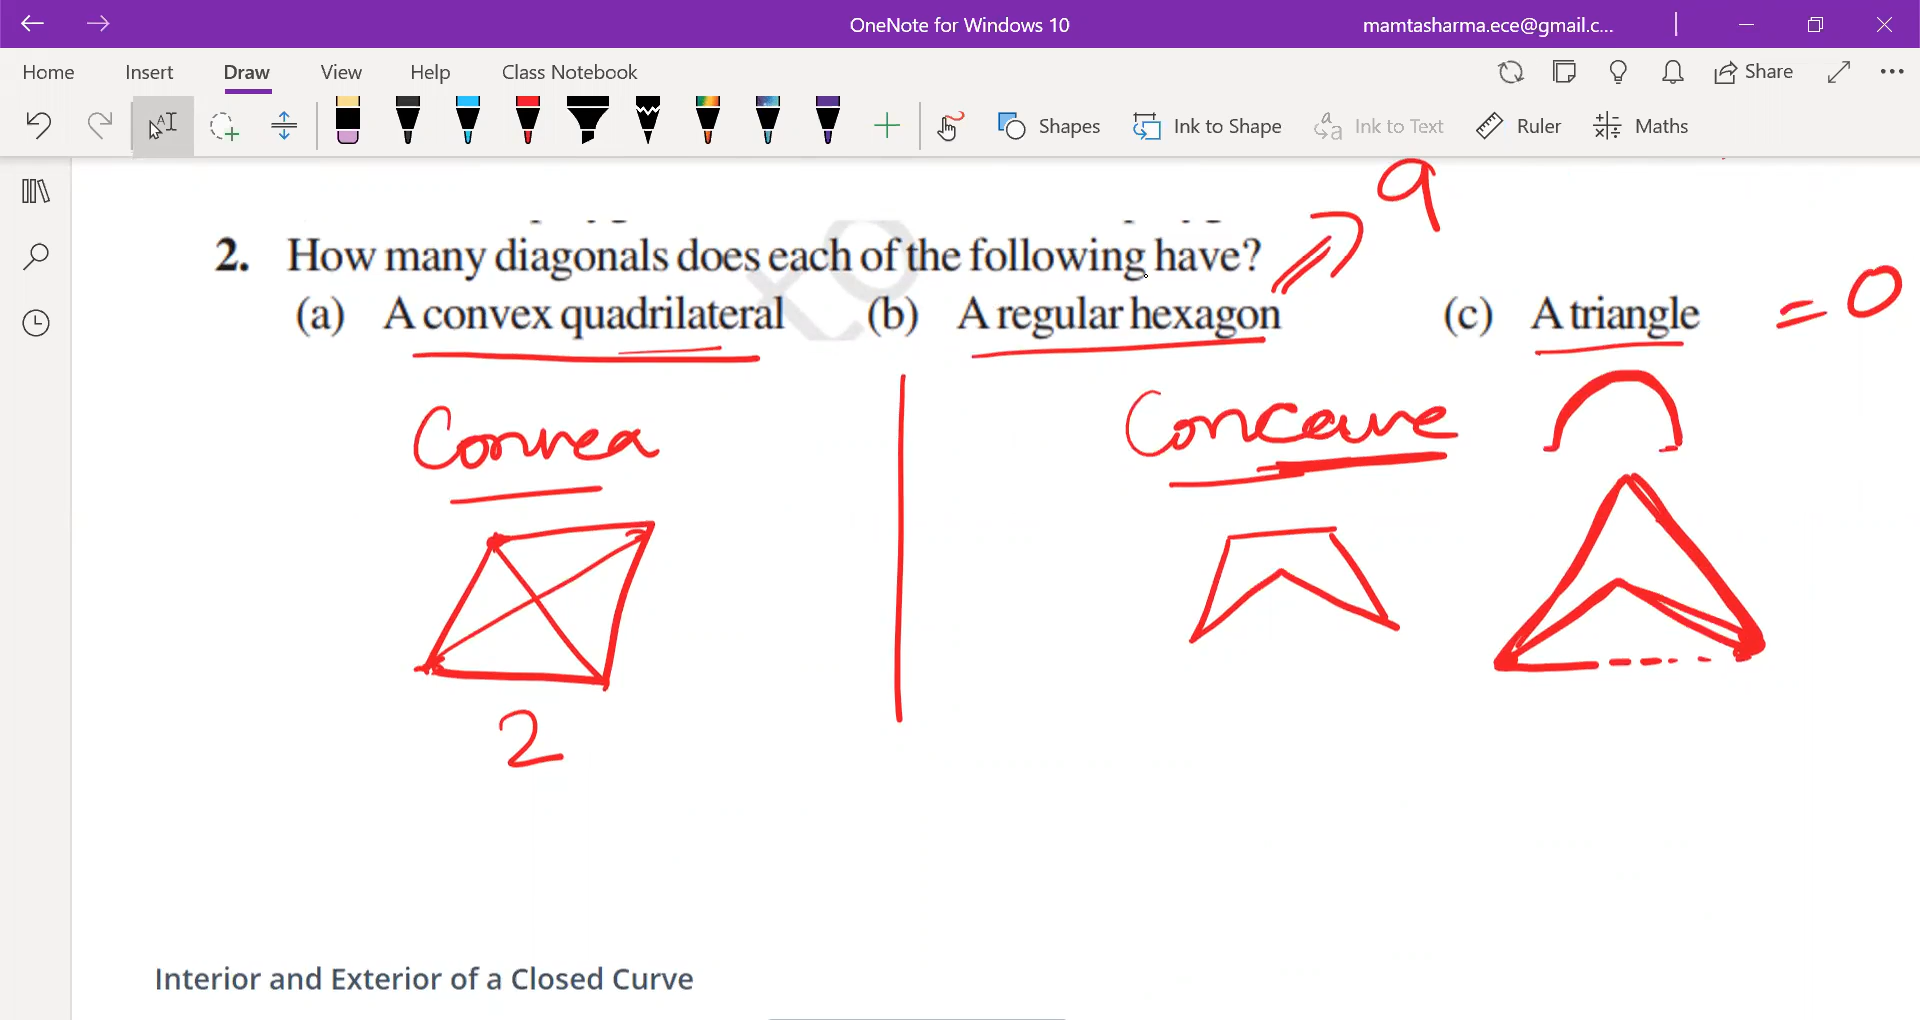 OneNote for Windows 10
mamtasharma.ece@gmail.c...
Home Insert Draw View Help Class Notebook Share
Shapes Ink to Shape Ink to Text Ruler Maths
9
2. How many diagonals does each of the following have?
(a) A convex quadrilateral (b) A regular hexagon (c) A triangle = 0
Convex Concave
2
Interior and Exterior of a Closed Curve